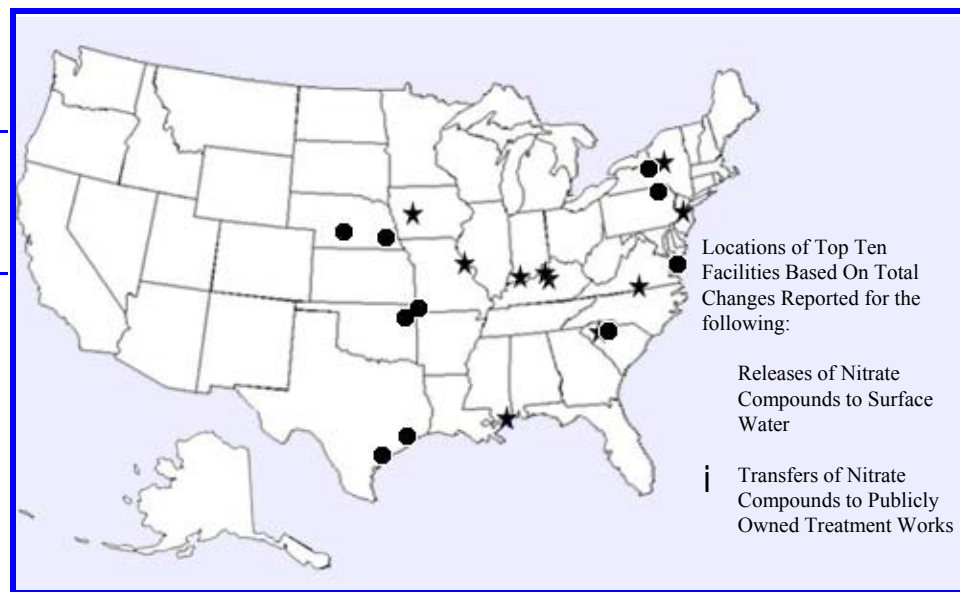 Locations of Top Ten
Facilities Based On Total
Changes Reported for the
following:
Releases of Nitrate
Compounds to Surface
Water
i Transfers of Nitrate
Compounds to Publicly
Owned Treatment Works